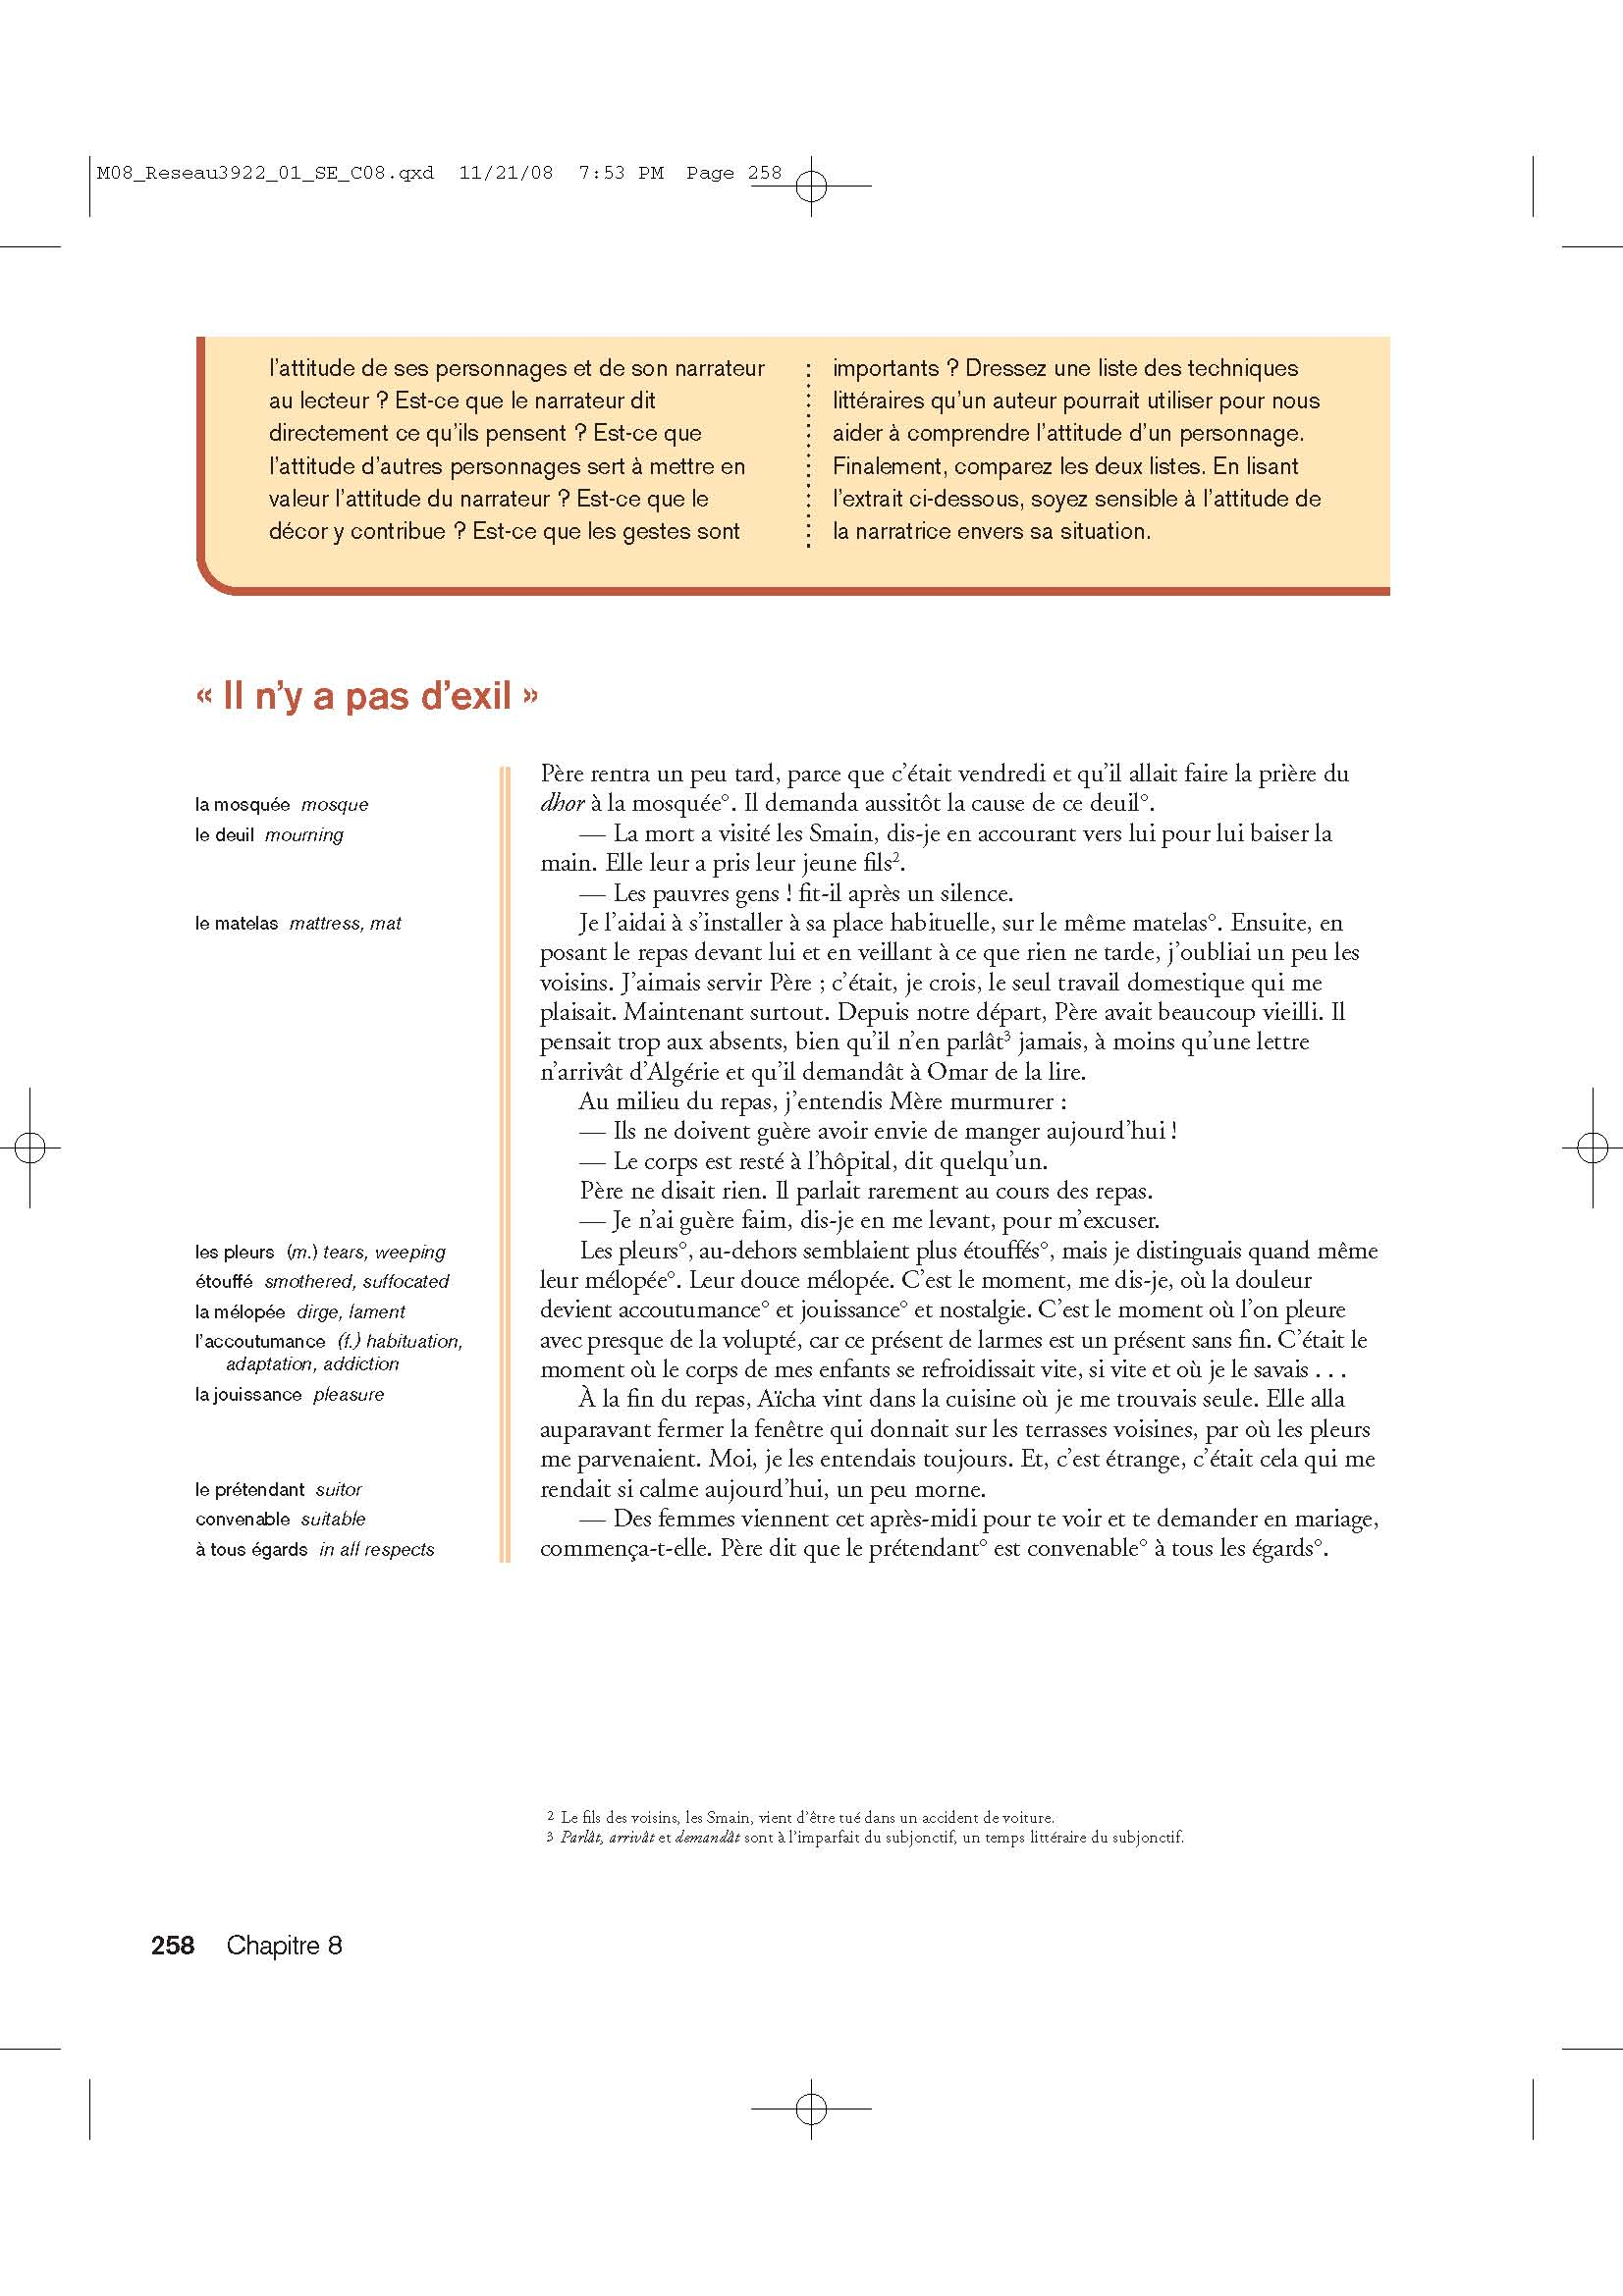 M08_Reseau3922_01_SE_C08.qxd 11/21/08 7:53 PM Page 258
l'attitude de ses personnages et de son narrateur
au lecteur ? Est-ce que le narrateur dit
directement ce qu'ils pensent ? Est-ce que
l'attitude d'autres personnages sert à mettre en
valeur l'attitude du narrateur ? Est-ce que le
décor y contribue ? Est-ce que les gestes sont
importants ? Dressez une liste des techniques
littéraires qu'un auteur pourrait utiliser pour nous
aider à comprendre l'attitude d'un personnage.
Finalement, comparez les deux listes. En lisant
l'extrait ci-dessous, soyez sensible à l'attitude de
la narratrice envers sa situation.
« Il n'y a pas d'exil »
la mosquée mosque
le deuil mourning
le matelas mattress, mat
les pleurs (m.) tears, weeping
étouffé smothered, suffocated
la mélopée dirge, lament
l'accoutumance (f.) habituation,
adaptation, addiction
la jouissance pleasure
le prétendant suitor
convenable suitable
à tous égards in all respects
Père rentra un peu tard, parce que c'était vendredi et qu'il allait faire la prière du
dhor à la mosquée°. Il demanda aussitôt la cause de ce deuil°.
— La mort a visité les Smain, dis-je en accourant vers lui pour lui baiser la
main. Elle leur a pris leur jeune fils².
— Les pauvres gens ! fit-il après un silence.
Je l'aidai à s'installer à sa place habituelle, sur le même matelas°. Ensuite, en
posant le repas devant lui et en veillant à ce que rien ne tarde, j'oubliai un peu les
voisins. J'aimais servir Père ; c'était, je crois, le seul travail domestique qui me
plaisait. Maintenant surtout. Depuis notre départ, Père avait beaucoup vieilli. Il
pensait trop aux absents, bien qu'il n'en parlât³ jamais, à moins qu'une lettre
n'arrivât d'Algérie et qu'il demandât à Omar de la lire.
Au milieu du repas, j'entendis Mère murmurer :
— Ils ne doivent guère avoir envie de manger aujourd'hui !
— Le corps est resté à l'hôpital, dit quelqu'un.
Père ne disait rien. Il parlait rarement au cours des repas.
— Je n'ai guère faim, dis-je en me levant, pour m'excuser.
Les pleurs°, au-dehors semblaient plus étouffés°, mais je distinguais quand même
leur mélopée°. Leur douce mélopée. C'est le moment, me dis-je, où la douleur
devient accoutumance° et jouissance° et nostalgie. C'est le moment où l'on pleure
avec presque de la volupté, car ce présent de larmes est un présent sans fin. C'était le
moment où le corps de mes enfants se refroidissait vite, si vite et où je le savais . . .
À la fin du repas, Aïcha vint dans la cuisine où je me trouvais seule. Elle alla
auparavant fermer la fenêtre qui donnait sur les terrasses voisines, par où les pleurs
me parvenaient. Moi, je les entendais toujours. Et, c'est étrange, c'était cela qui me
rendait si calme aujourd'hui, un peu morne.
— Des femmes viennent cet après-midi pour te voir et te demander en mariage,
commença-t-elle. Père dit que le prétendant° est convenable° à tous les égards°.
2 Le fils des voisins, les Smain, vient d'être tué dans un accident de voiture.
3 Parlât, arrivât et demandât sont à l'imparfait du subjonctif, un temps littéraire du subjonctif.
258 Chapitre 8